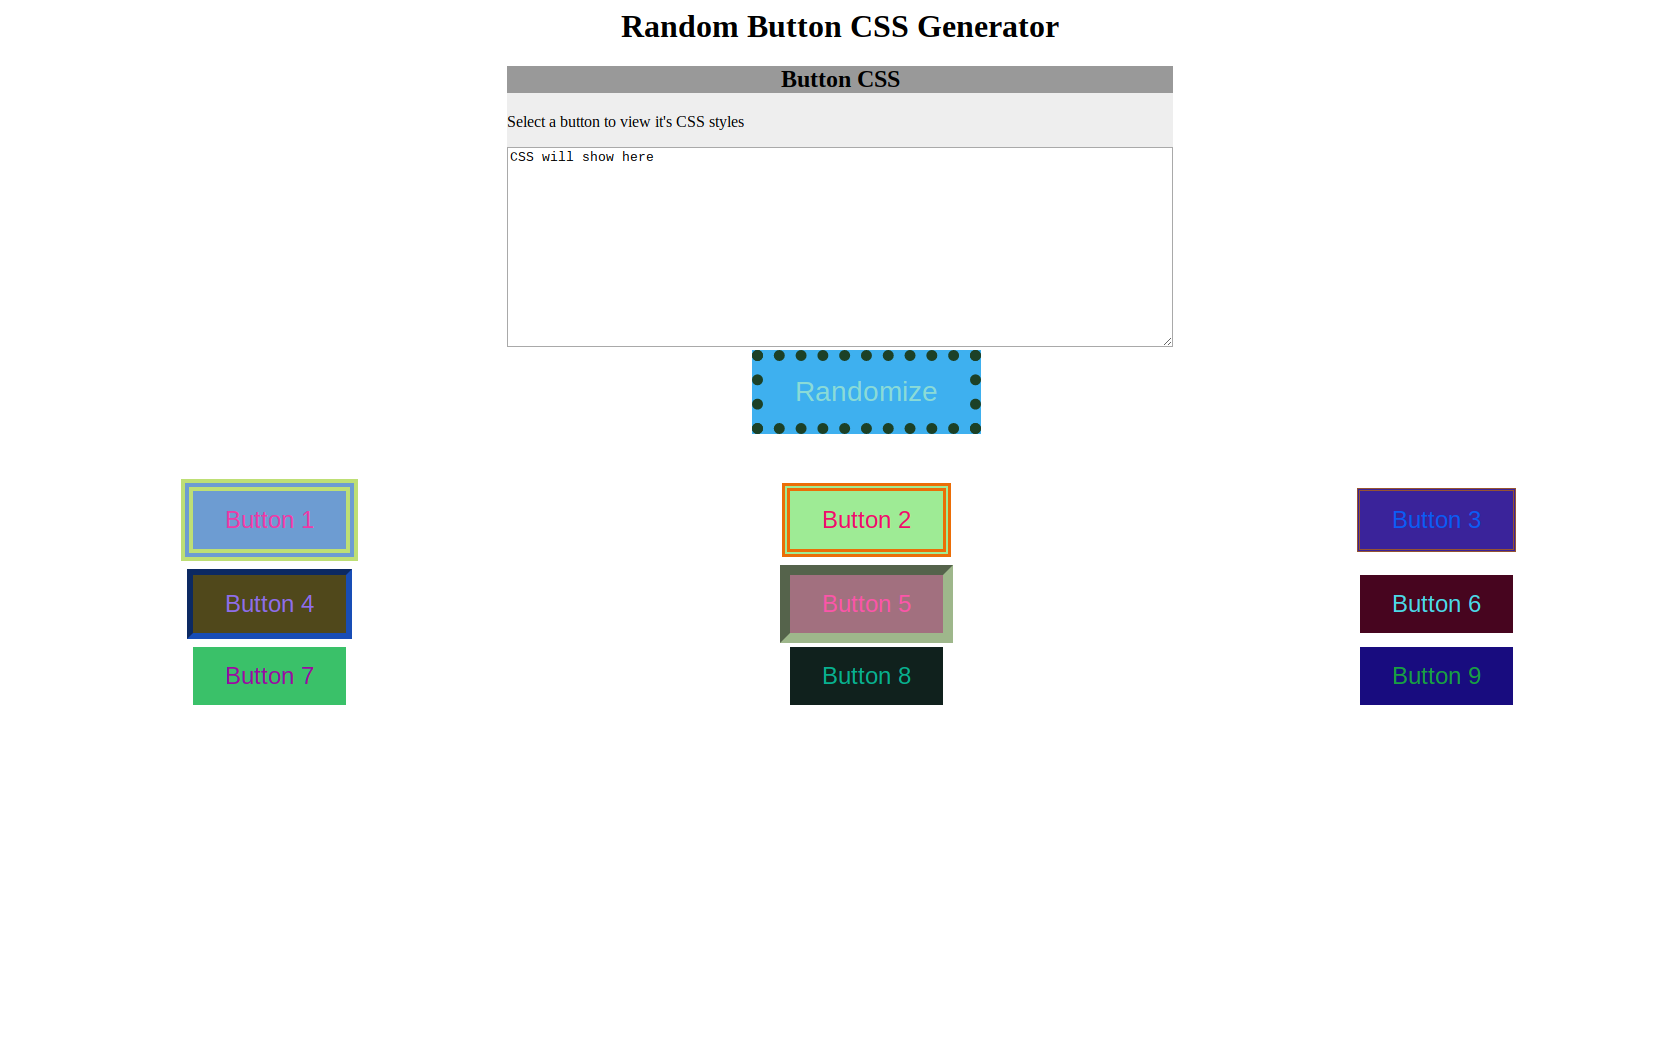 Random Button CSS Generator
Button CSS
Select a button to view it's CSS styles
CSS will show here
Randomize
Button 1
Button 2
Button 3
Button 4
Button 5
Button 6
Button 7
Button 8
Button 9